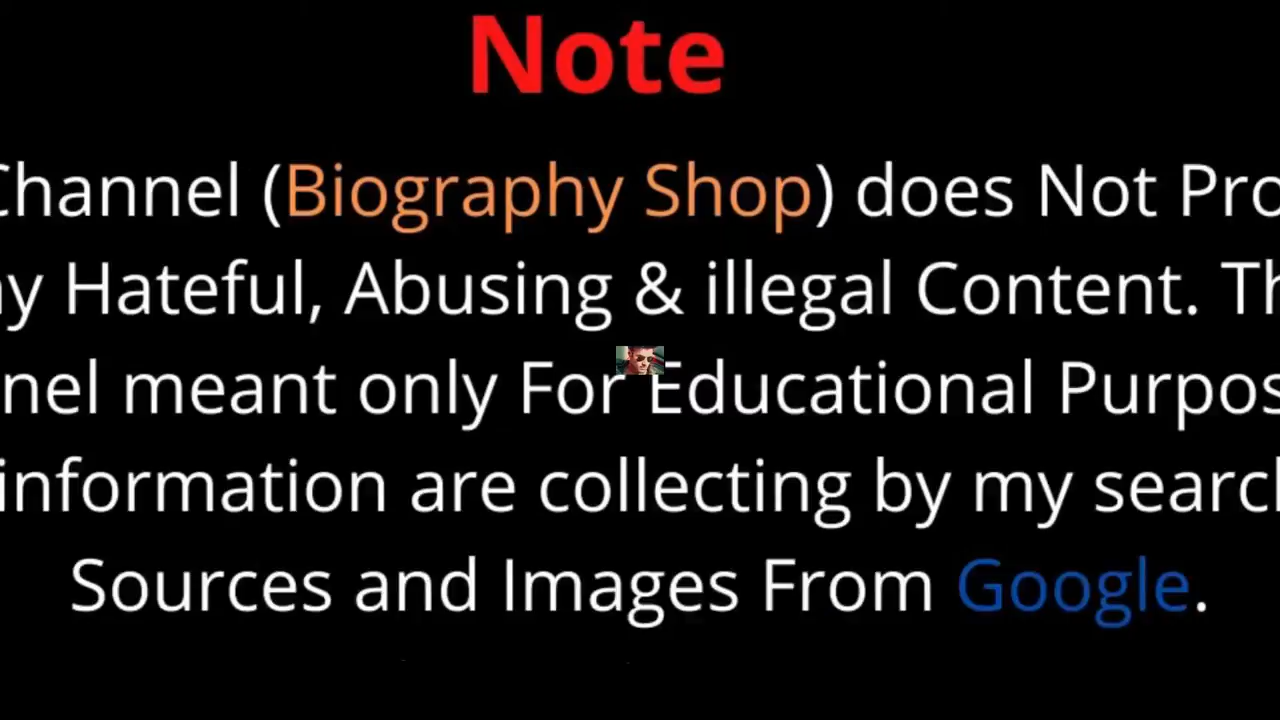 Note
Channel (Biography Shop) does Not Pro
ny Hateful, Abusing & illegal Content. Th
nel meant only For Educational Purpos
information are collecting by my search
Sources and Images From Google.